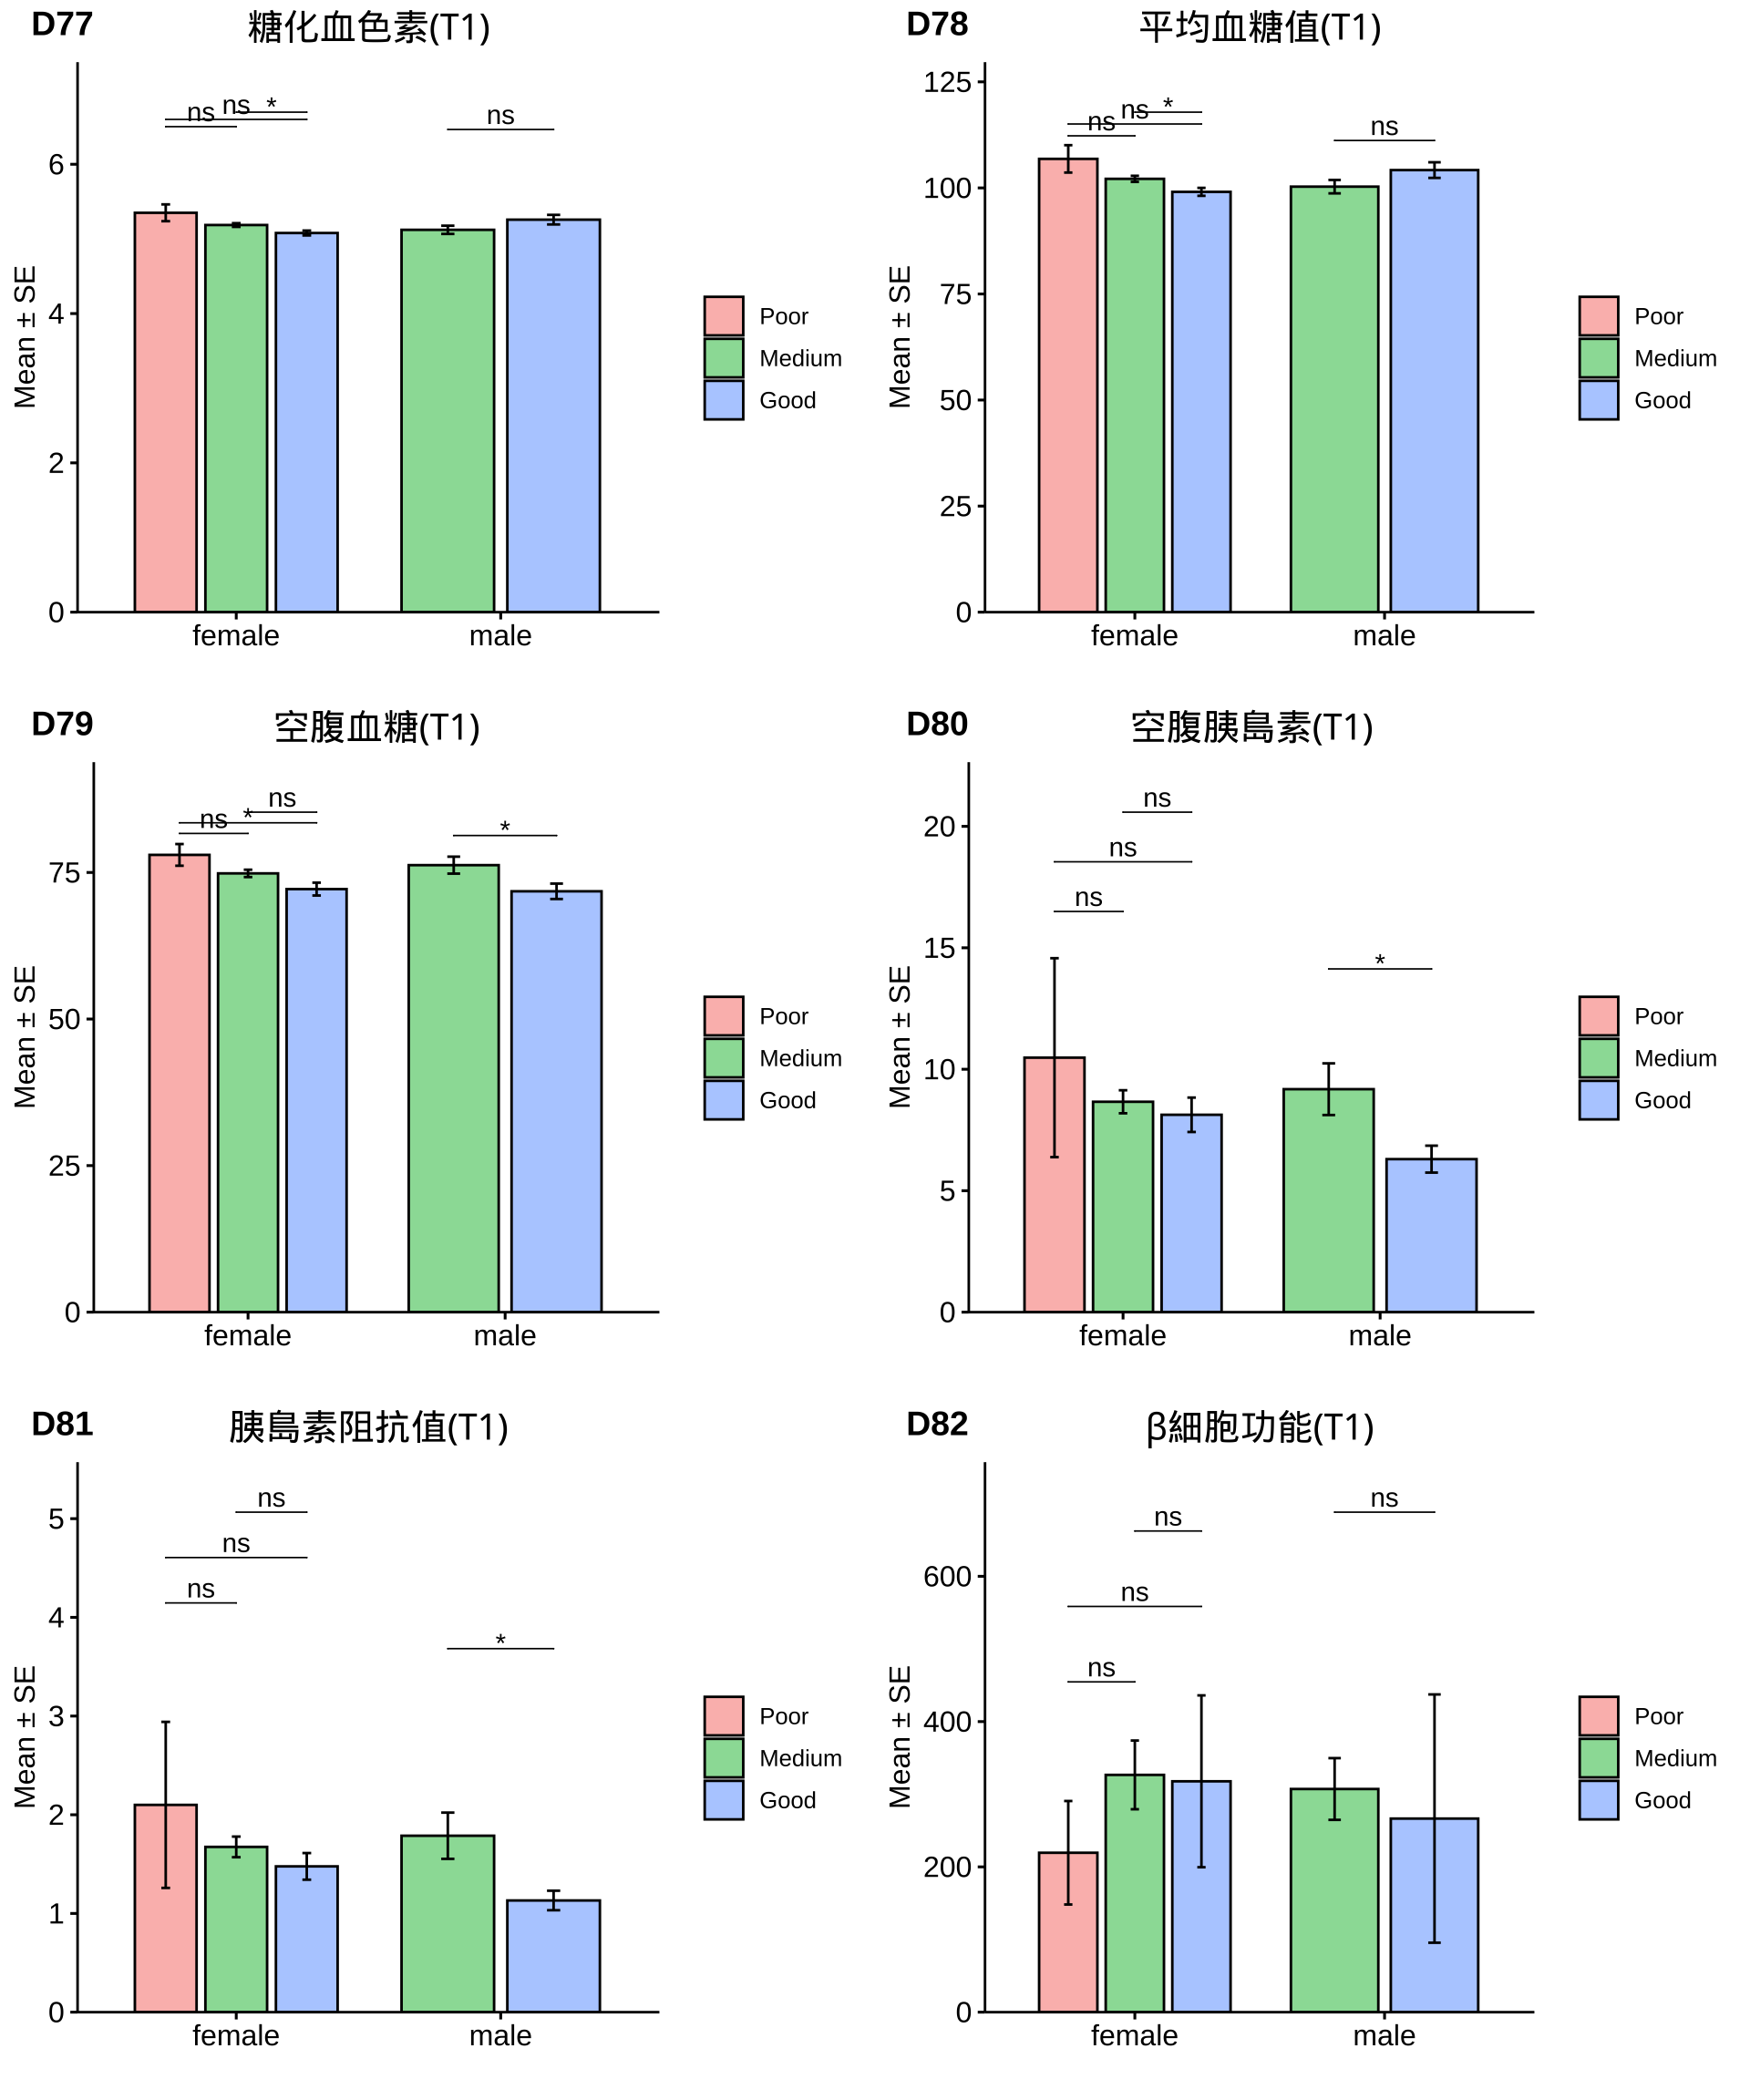 D77 糖化血色素(T1)
Mean ± SE
6
4
2
0
ns ns *
ns
female male
Poor
Medium
Good
D78 平均血糖值(T1)
Mean ± SE
125
100
75
50
25
0
ns ns *
ns
female male
Poor
Medium
Good
D79 空腹血糖(T1)
Mean ± SE
75
50
25
0
ns
ns *
*
female male
Poor
Medium
Good
D80 空腹胰島素(T1)
Mean ± SE
20
15
10
5
0
ns
ns
ns
*
female male
Poor
Medium
Good
D81 胰島素阻抗值(T1)
Mean ± SE
5
4
3
2
1
0
ns
ns
ns
*
female male
Poor
Medium
Good
D82 β細胞功能(T1)
Mean ± SE
600
400
200
0
ns
ns
ns
ns
female male
Poor
Medium
Good